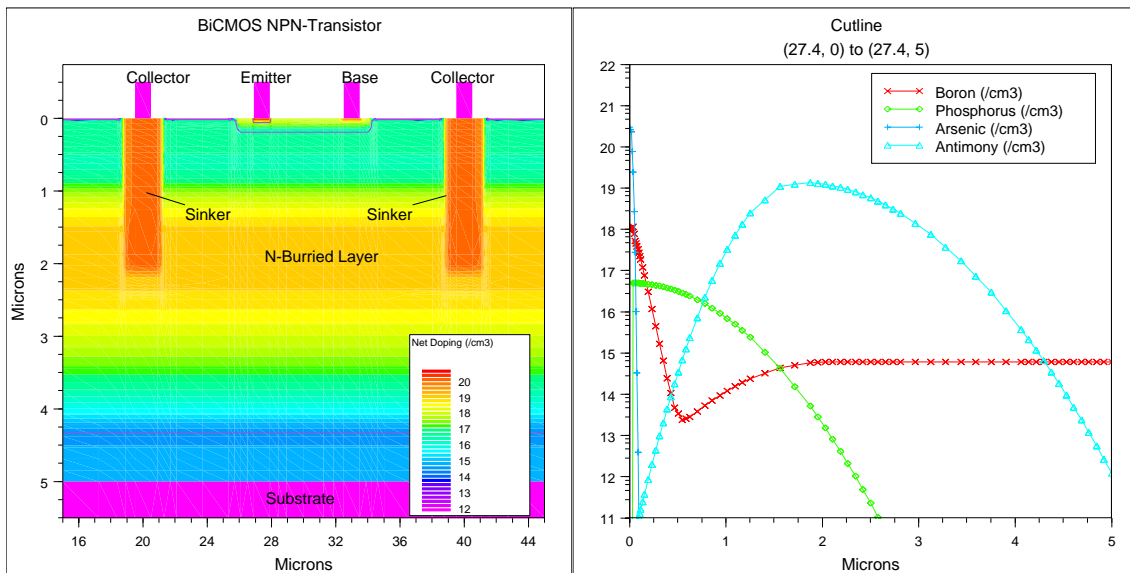 BiCMOS NPN-Transistor
Collector Emitter Base Collector
0
1
2
3
4
5
Microns
Sinker
Sinker
N-Burried Layer
Net Doping (/cm3)
20
19
18
17
16
15
14
13
12
Substrate
16 20 24 28 32 36 40 44
Microns
Cutline
(27.4, 0) to (27.4, 5)
22
21
20
19
18
17
16
15
14
13
12
11
Boron (/cm3)
Phosphorus (/cm3)
Arsenic (/cm3)
Antimony (/cm3)
0 1 2 3 4 5
Microns